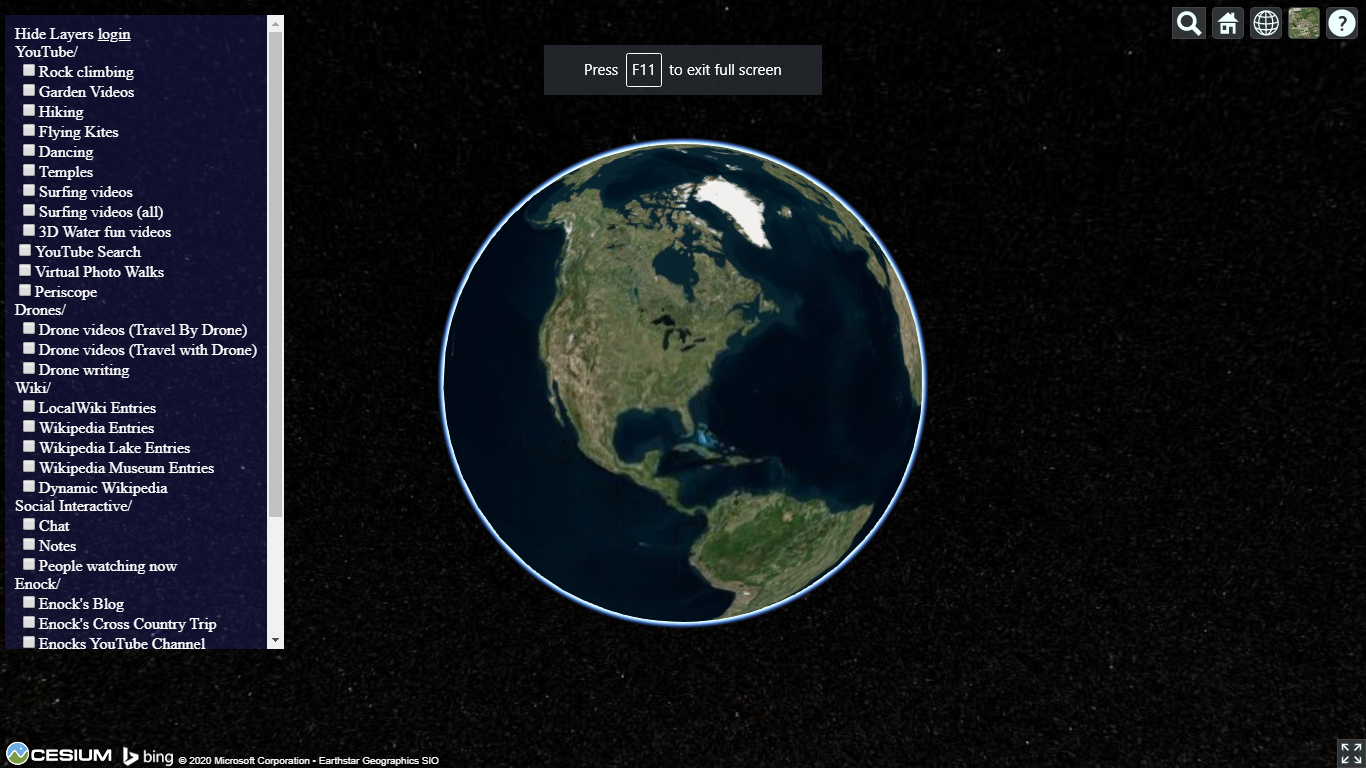 Hide Layers login
YouTube/
Rock climbing
Garden Videos
Hiking
Flying Kites
Dancing
Temples
Surfing videos
Surfing videos (all)
3D Water fun videos
YouTube Search
Virtual Photo Walks
Periscope
Drones/
Drone videos (Travel By Drone)
Drone videos (Travel with Drone)
Drone writing
Wiki/
LocalWiki Entries
Wikipedia Entries
Wikipedia Lake Entries
Wikipedia Museum Entries
Dynamic Wikipedia
Social Interactive/
Chat
Notes
People watching now
Enock/
Enock's Blog
Enock's Cross Country Trip
Enocks YouTube Channel
Press F11 to exit full screen
?
CESIUM bing © 2020 Microsoft Corporation • Earthstar Geographics SIO